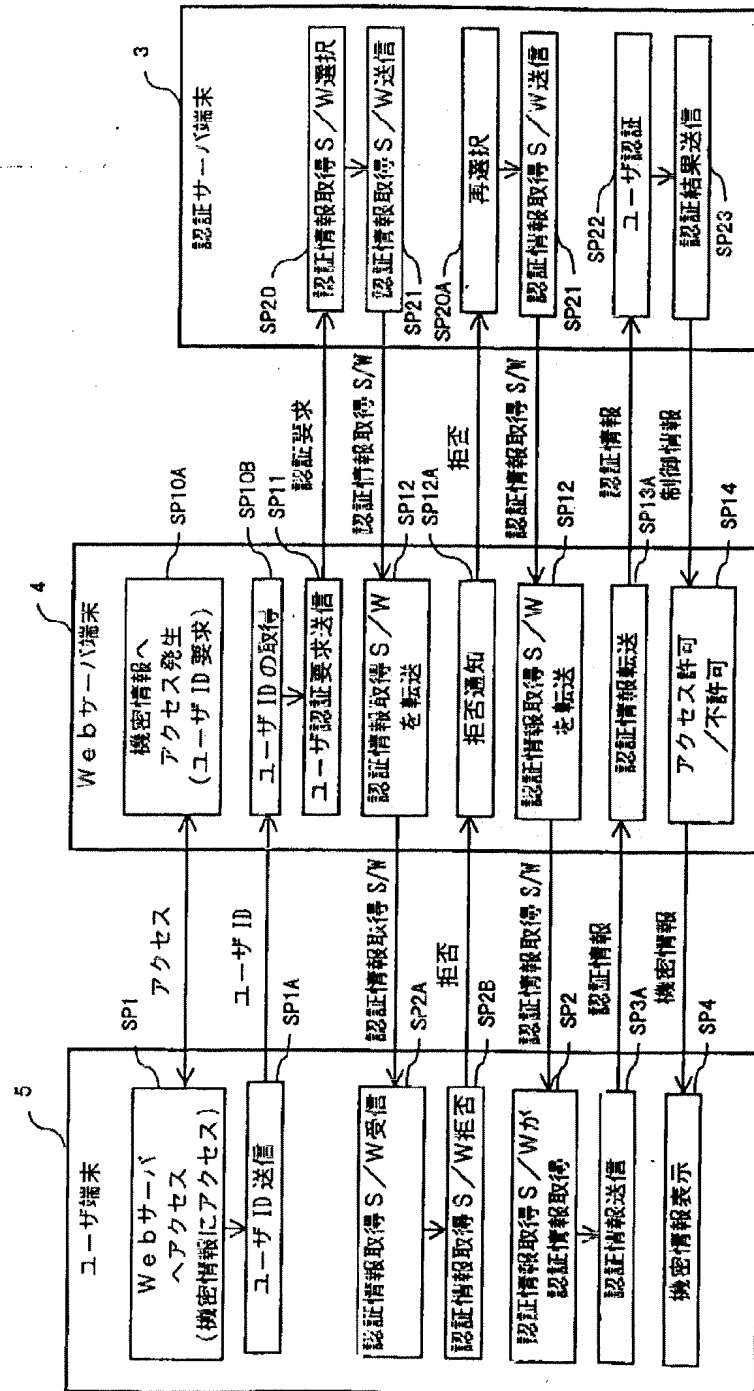 5
ユーザ端末
SP1
Webサーバ
へアクセス
(機密情報にアクセス)
ユーザID送信
SP1A
認証情報取得S/W受信
SP2A
認証情報取得S/W拒否
SP2B
認証情報取得S/Wが
認証情報取得
SP2
認証情報送信
SP3A
機密情報表示
SP4
アクセス
ユーザID
認証情報取得S/W
拒否
認証情報取得S/W
認証情報
機密情報
4
Webサーバ端末
機密情報へ
アクセス発生
(ユーザID要求)
SP10A
ユーザIDの取得
SP10B
ユーザ認証要求送信
SP11
認証情報取得S/W
を転送
SP12
拒否通知
SP12A
認証情報取得S/W
を転送
SP12
認証情報転送
SP13A
アクセス許可
/不許可
SP14
認証要求
認証情報取得S/W
拒否
認証情報取得S/W
認証情報
制御情報
3
認証サーバ端末
SP20
認証情報取得S/W選択
認証情報取得S/W送信
SP21
SP20A
再選択
認証情報取得S/W送信
SP21
SP22
ユーザ認証
認証結果送信
SP23